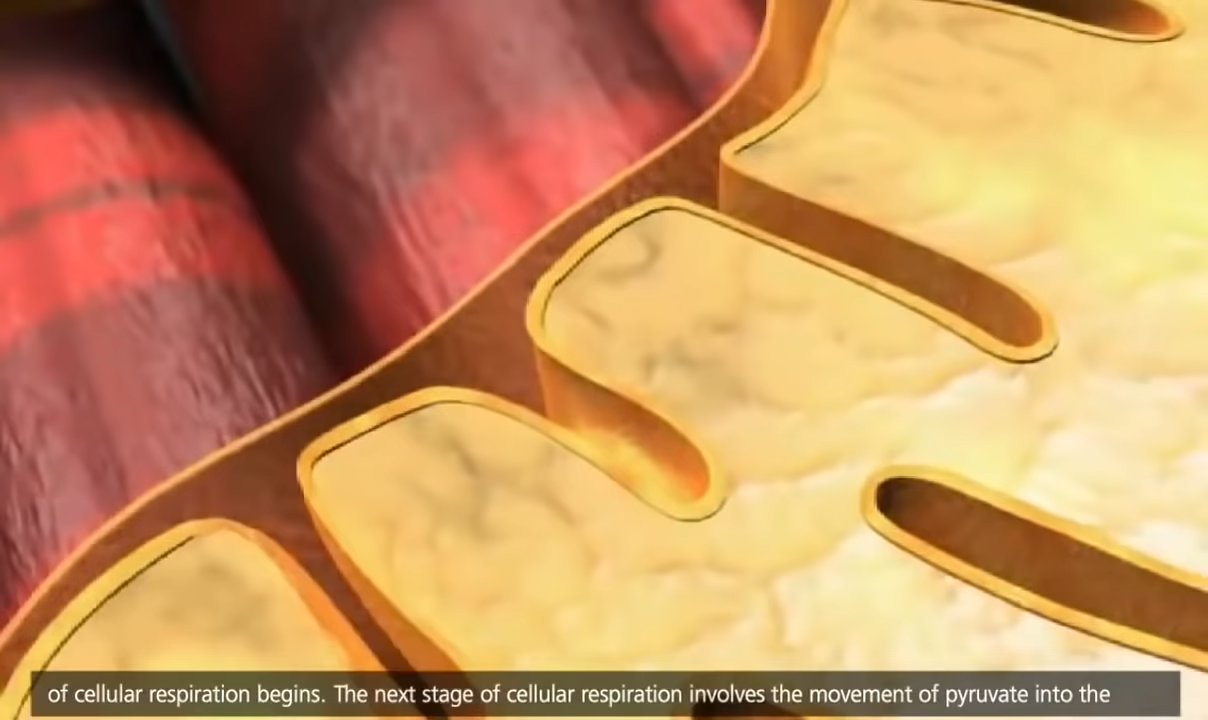 of cellular respiration begins. The next stage of cellular respiration involves the movement of pyruvate into the